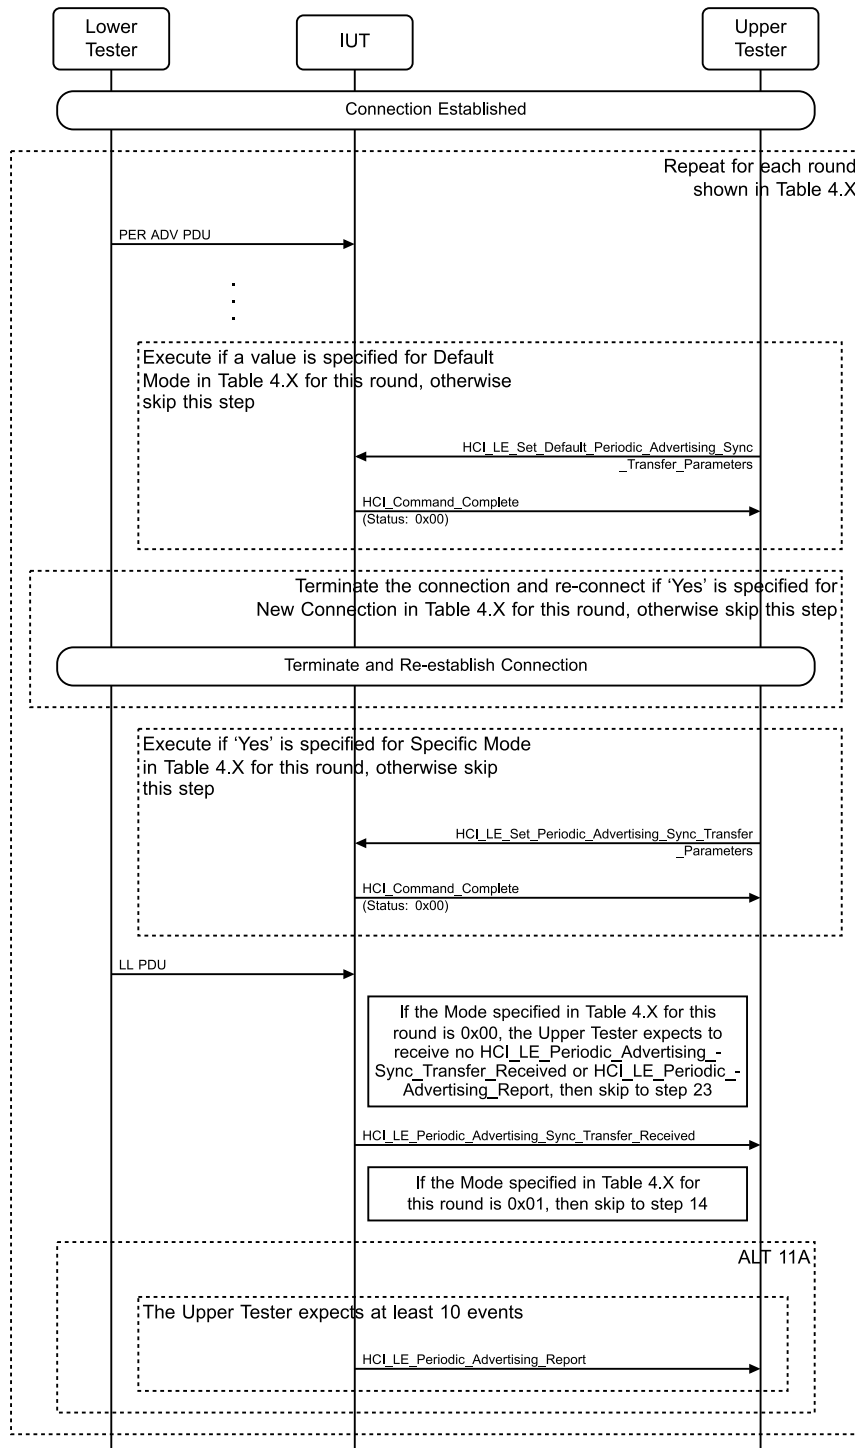 Lower
Tester
IUT
Upper
Tester
Connection Established
Repeat for each round
shown in Table 4.X
PER ADV PDU
.
.
.
Execute if a value is specified for Default
Mode in Table 4.X for this round, otherwise
skip this step
HCI_LE_Set_Default_Periodic_Advertising_Sync
_Transfer_Parameters
HCI_Command_Complete
(Status: 0x00)
Terminate the connection and re-connect if ‘Yes’ is specified for
New Connection in Table 4.X for this round, otherwise skip this step
Terminate and Re-establish Connection
Execute if ‘Yes’ is specified for Specific Mode
in Table 4.X for this round, otherwise skip
this step
HCI_LE_Set_Periodic_Advertising_Sync_Transfer
_Parameters
HCI_Command_Complete
(Status: 0x00)
LL PDU
If the Mode specified in Table 4.X for this
round is 0x00, the Upper Tester expects to
receive no HCI_LE_Periodic_Advertising_-
Sync_Transfer_Received or HCI_LE_Periodic_-
Advertising_Report, then skip to step 23
HCI_LE_Periodic_Advertising_Sync_Transfer_Received
If the Mode specified in Table 4.X for
this round is 0x01, then skip to step 14
ALT 11A
The Upper Tester expects at least 10 events
HCI_LE_Periodic_Advertising_Report